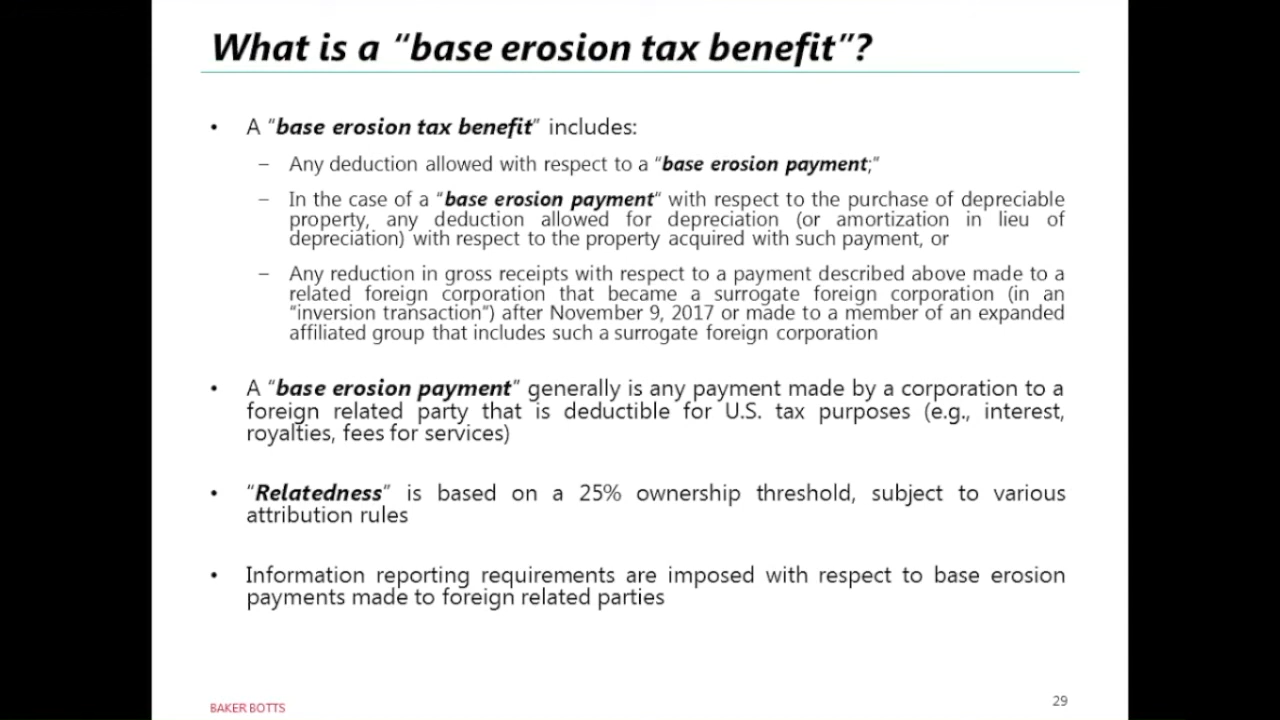 What is a “base erosion tax benefit”?
• A “base erosion tax benefit” includes:
– Any deduction allowed with respect to a “base erosion payment;“
– In the case of a “base erosion payment“ with respect to the purchase of depreciable
property, any deduction allowed for depreciation (or amortization in lieu of
depreciation) with respect to the property acquired with such payment, or
– Any reduction in gross receipts with respect to a payment described above made to a
related foreign corporation that became a surrogate foreign corporation (in an
“inversion transaction”) after November 9, 2017 or made to a member of an expanded
affiliated group that includes such a surrogate foreign corporation
• A “base erosion payment” generally is any payment made by a corporation to a
foreign related party that is deductible for U.S. tax purposes (e.g., interest,
royalties, fees for services)
• “Relatedness” is based on a 25% ownership threshold, subject to various
attribution rules
• Information reporting requirements are imposed with respect to base erosion
payments made to foreign related parties
BAKER BOTTS
29